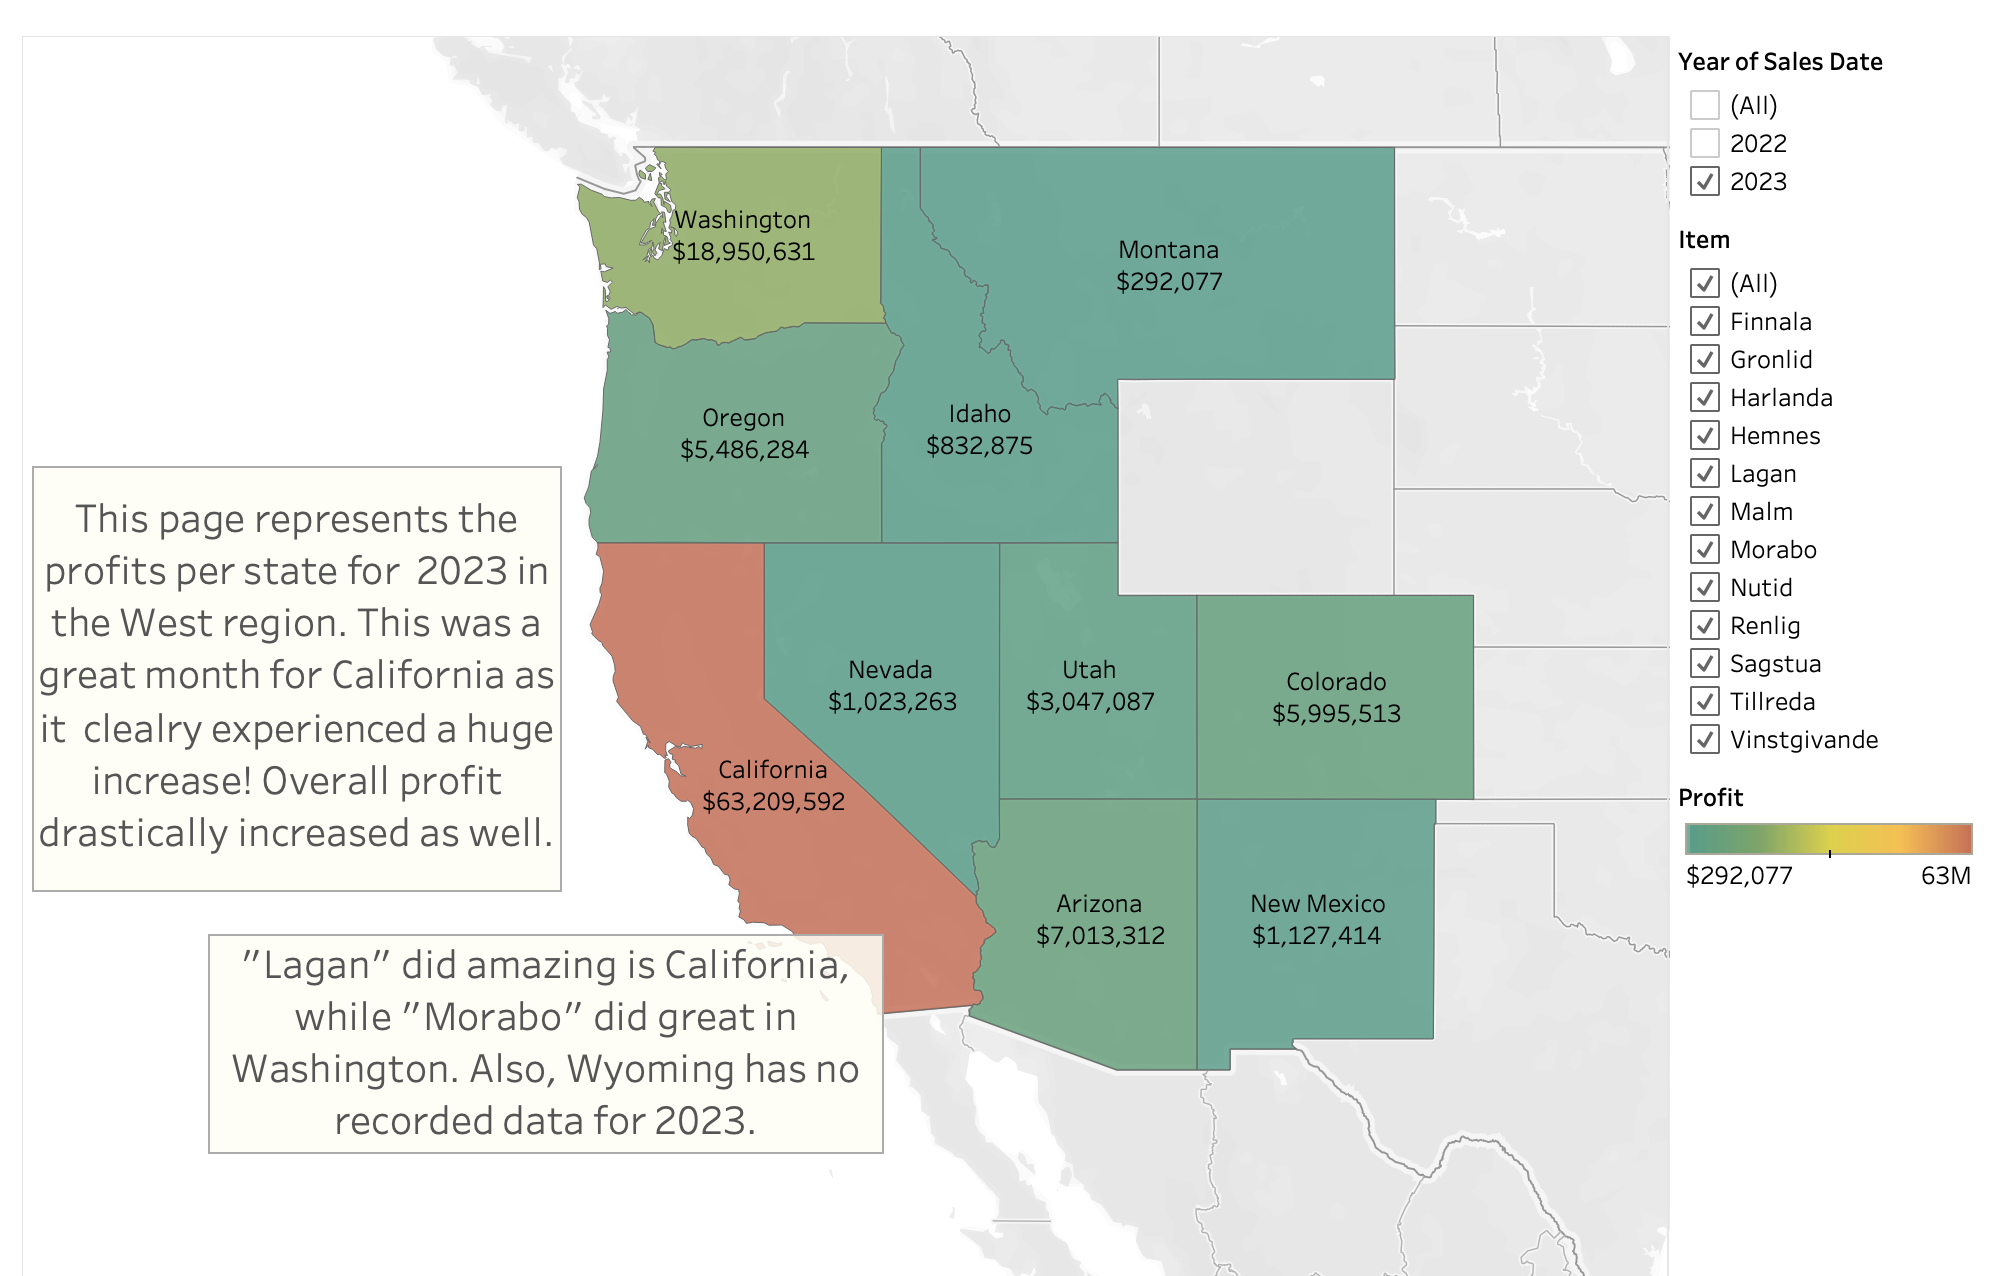 Washington
$18,950,631
Montana
$292,077
Oregon
$5,486,284
Idaho
$832,875
Nevada
$1,023,263
Utah
$3,047,087
Colorado
$5,995,513
California
$63,209,592
Arizona
$7,013,312
New Mexico
$1,127,414
This page represents the
profits per state for  2023 in
the West region. This was a
great month for California as
it  clealry experienced a huge
increase! Overall profit
drastically increased as well.
"Lagan" did amazing is California,
while "Morabo" did great in
Washington. Also, Wyoming has no
recorded data for 2023.
Year of Sales Date
(All)
2022
2023
Item
(All)
Finnala
Gronlid
Harlanda
Hemnes
Lagan
Malm
Morabo
Nutid
Renlig
Sagstua
Tillreda
Vinstgivande
Profit
$292,077 63M